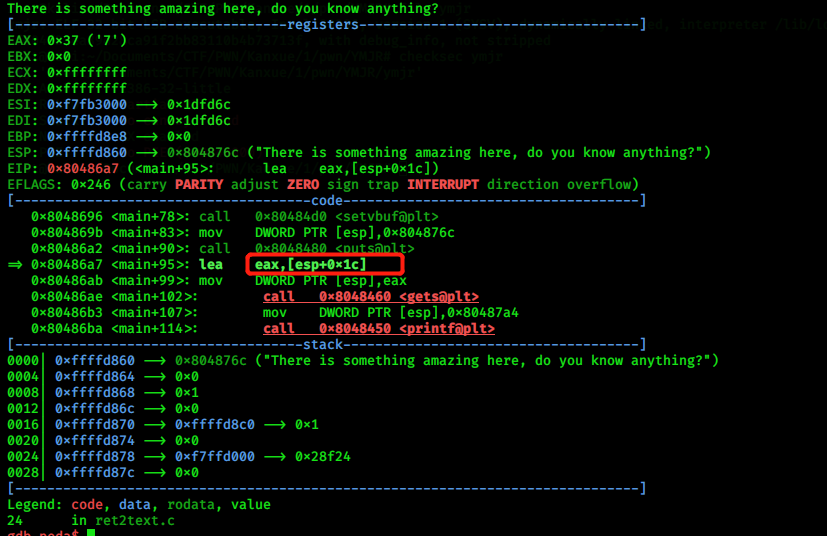 There is something amazing here, do you know anything?
[----------------------------------registers-----------------------------------]
EAX: 0x37 ('7')
EBX: 0x0
ECX: 0xffffffff
EDX: 0xffffffff
ESI: 0xf7fb3000 --> 0x1dfd6c
EDI: 0xf7fb3000 --> 0x1dfd6c
EBP: 0xffffd8e8 --> 0x0
ESP: 0xffffd860 --> 0x804876c ("There is something amazing here, do you know anything?")
EIP: 0x80486a7 (<main+95>: lea eax,[esp+0x1c])
EFLAGS: 0x246 (carry PARITY adjust ZERO sign trap INTERRUPT direction overflow)
[-------------------------------------code-------------------------------------]
0x8048696 <main+78>: call 0x80484d0 <setvbuf@plt>
0x804869b <main+83>: mov DWORD PTR [esp],0x804876c
0x80486a2 <main+90>: call 0x8048480 <puts@plt>
=> 0x80486a7 <main+95>: lea eax,[esp+0x1c]
0x80486ab <main+99>: mov DWORD PTR [esp],eax
0x80486ae <main+102>: call 0x8048460 <gets@plt>
0x80486b3 <main+107>: mov DWORD PTR [esp],0x80487a4
0x80486ba <main+114>: call 0x8048450 <printf@plt>
[------------------------------------stack-------------------------------------]
0000| 0xffffd860 --> 0x804876c ("There is something amazing here, do you know anything?")
0004| 0xffffd864 --> 0x0
0008| 0xffffd868 --> 0x1
0012| 0xffffd86c --> 0x0
0016| 0xffffd870 --> 0xffffd8c0 --> 0x1
0020| 0xffffd874 --> 0x0
0024| 0xffffd878 --> 0xf7ffd000 --> 0x28f24
0028| 0xffffd87c --> 0x0
[------------------------------------------------------------------------------]
Legend: code, data, rodata, value
24 in ret2text.c
gdb-peda$